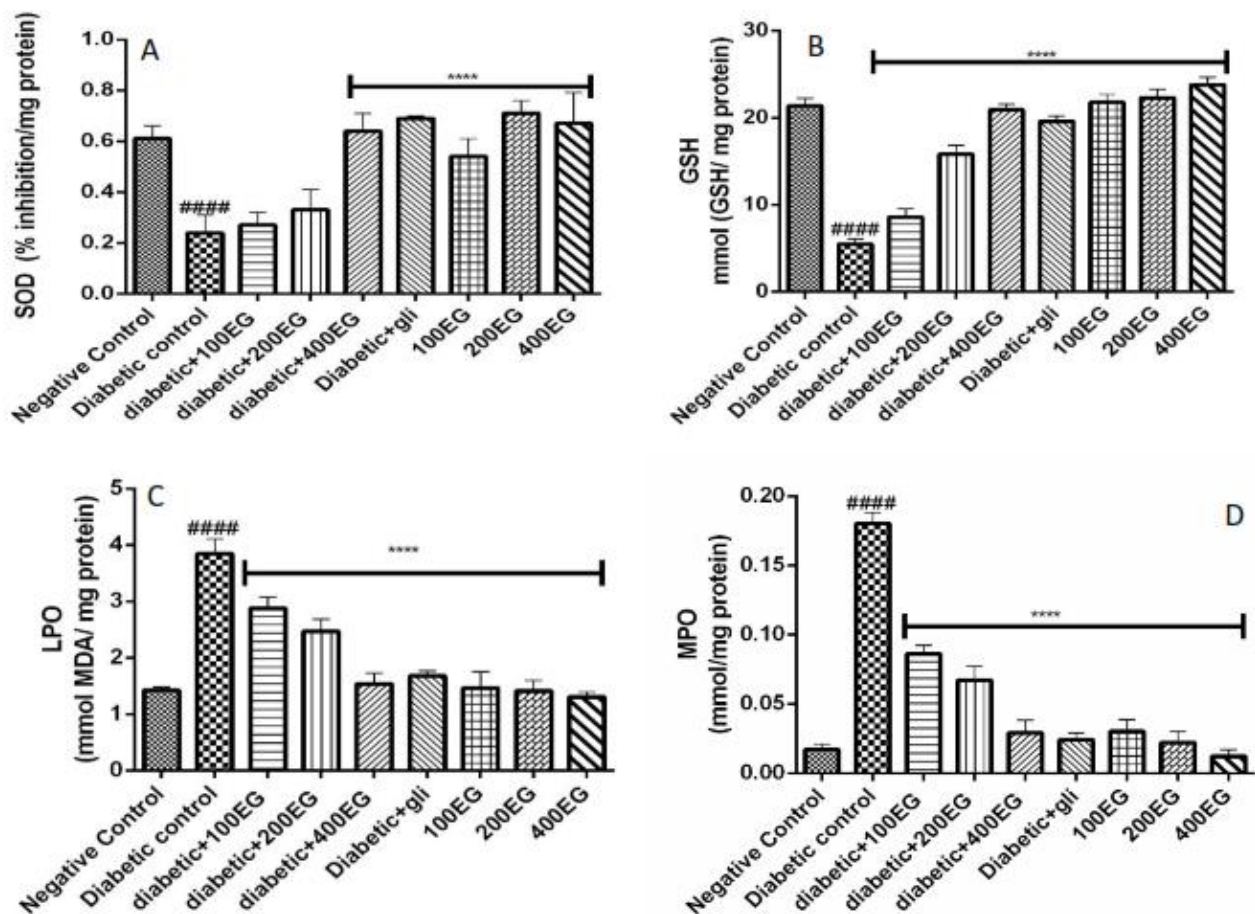 A
SOD (% inhibition/mg protein)
1.0
0.8
0.6
0.4
0.2
0.0
####
****
Negative Control
Diabetic control
diabetic+100EG
diabetic+200EG
diabetic+400EG
Diabetic+gli
100EG
200EG
400EG
B
GSH
mmol (GSH/ mg protein)
30
20
10
0
####
****
Negative Control
Diabetic control
diabetic+100EG
diabetic+200EG
diabetic+400EG
Diabetic+gli
100EG
200EG
400EG
C
LPO
(mmol MDA/ mg protein)
5
4
3
2
1
0
####
****
Negative Control
Diabetic control
diabetic+100EG
diabetic+200EG
diabetic+400EG
Diabetic+gli
100EG
200EG
400EG
D
MPO
(mmol/mg protein)
0.20
0.15
0.10
0.05
0.00
####
****
Negative Control
Diabetic control
diabetic+100EG
diabetic+200EG
diabetic+400EG
Diabetic+gli
100EG
200EG
400EG